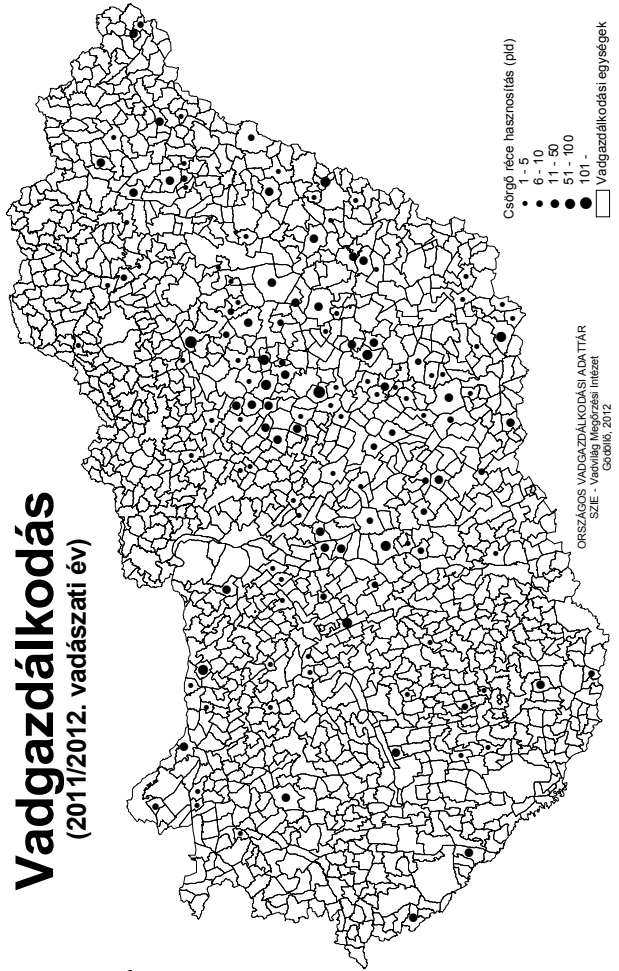 Vadgazdálkodás
(2011/2012. vadászati év)
Csörgő réce hasznosítás (pld)
1 - 5
6 - 10
11 - 50
51 - 100
101 -
Vadgazdálkodási egységek
ORSZÁGOS VADGAZDÁLKODÁSI ADATTÁR
SZIE - Vadvilág Megőrzési Intézet
Gödöllő, 2012